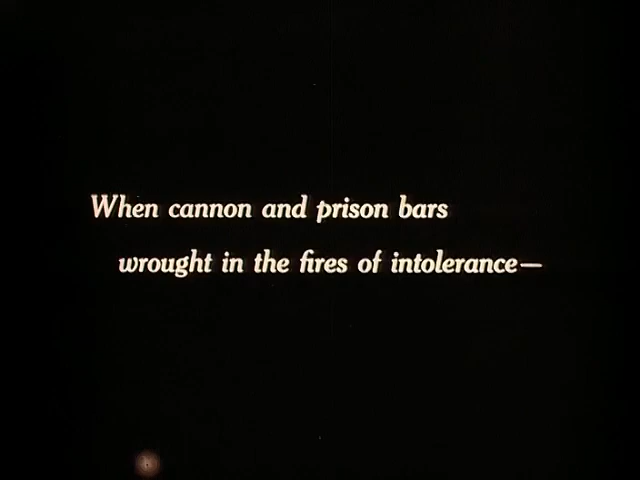 When cannon and prison bars
wrought in the fires of intolerance—